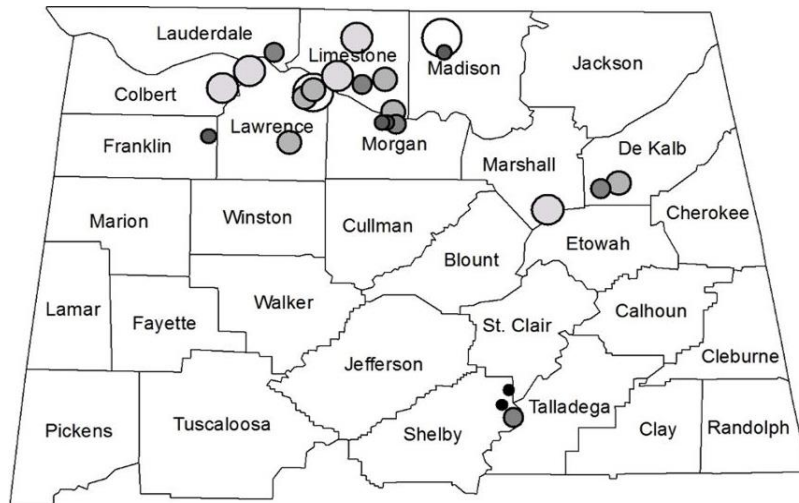 Lauderdale
Limestone
Madison
Jackson
Colbert
Lawrence
Franklin
Morgan
De Kalb
Marshall
Marion
Winston
Cullman
Cherokee
Etowah
Blount
Lamar
Walker
Fayette
St. Clair
Calhoun
Jefferson
Cleburne
Pickens
Tuscaloosa
Shelby
Talladega
Clay
Randolph